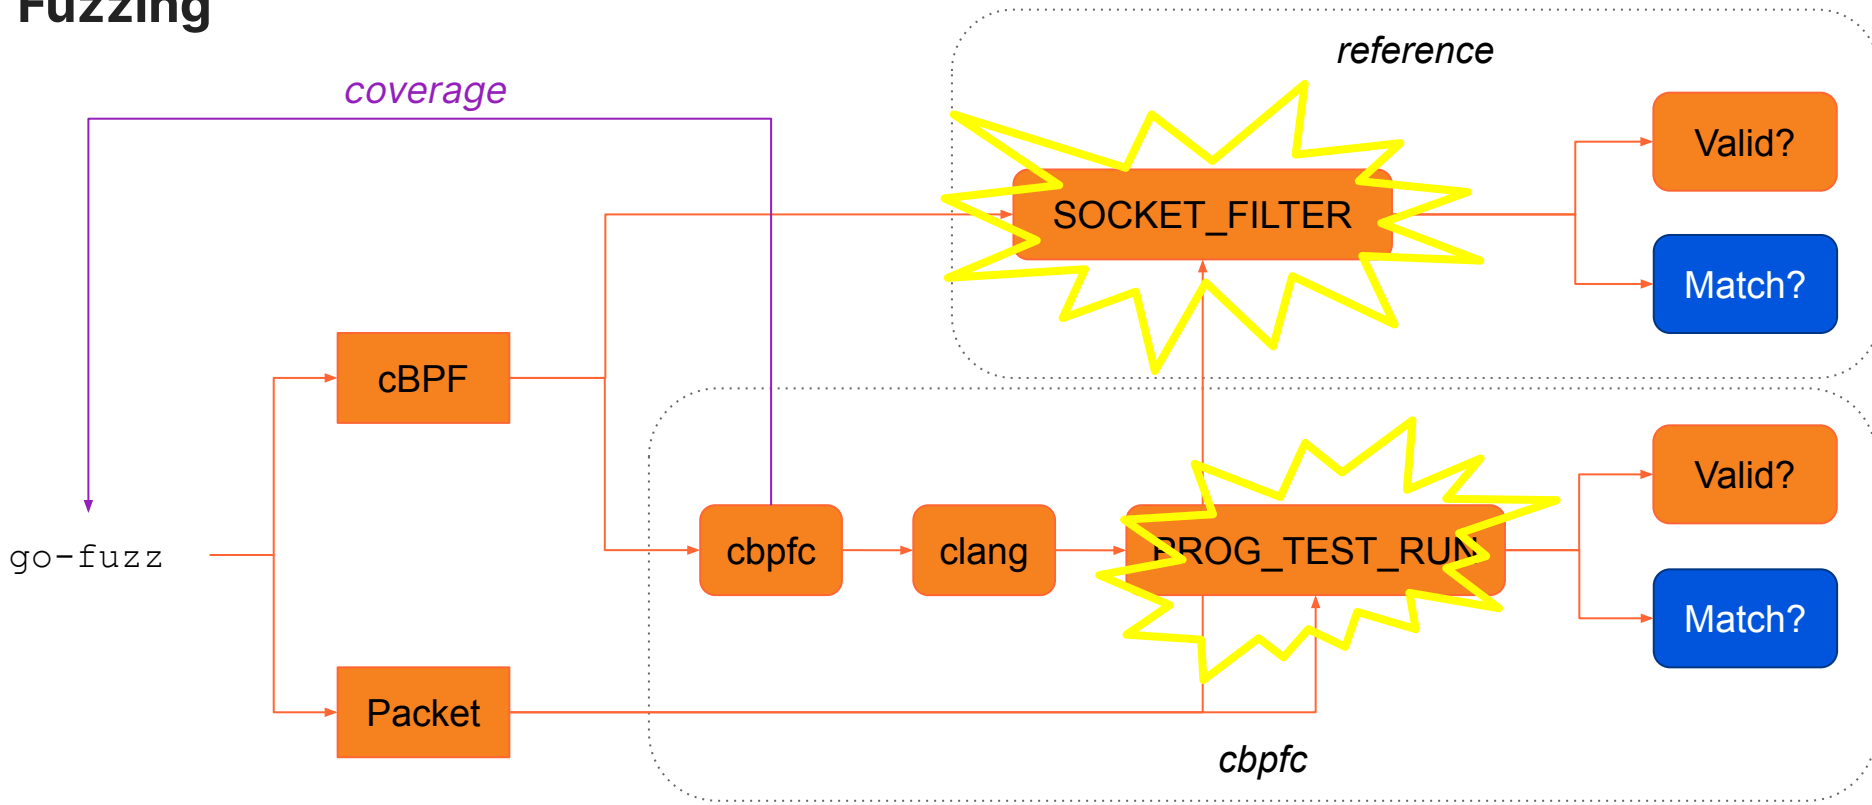 Fuzzing
reference
coverage
Valid?
SOCKET_FILTER
Match?
cBPF
Valid?
go-fuzz
cbpfc
clang
PROG_TEST_RUN
Match?
Packet
cbpfc